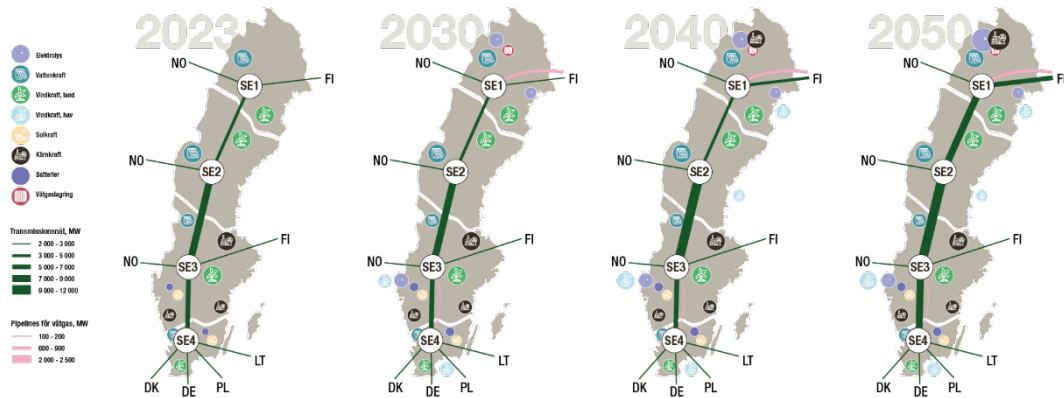 Elektrolys
Vattenkraft
Vindkraft, land
Vindkraft, hav
Solkraft
Kärnkraft
Batterier
Vätgaslagring
Transmissionsnät, MW
2 000 - 3 000
3 000 - 5 000
5 000 - 7 000
7 000 - 9 000
9 000 - 12 000
Pipelines för vätgas, MW
100 - 200
600 - 900
2 000 - 2 500
2023
NO
SE1
FI
NO
SE2
FI
NO
SE3
SE4
LT
DK
DE
PL
2030
NO
SE1
FI
NO
SE2
FI
NO
SE3
SE4
LT
DK
DE
PL
2040
NO
SE1
FI
NO
SE2
FI
NO
SE3
SE4
LT
DK
DE
PL
2050
NO
SE1
FI
NO
SE2
FI
NO
SE3
SE4
LT
DK
DE
PL